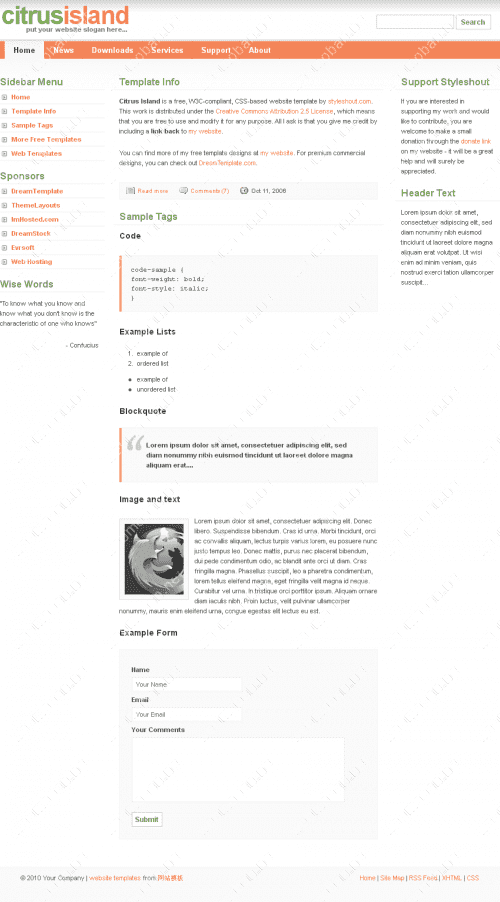 citrusisland
put your website slogan here...
Search
Home News Downloads Services Support About
Sidebar Menu
Home
Template Info
Sample Tags
More Free Templates
Web Templates
Sponsors
DreamTemplate
ThemeLayouts
ImHosted.com
DreamStock
Evrsoft
Web Hosting
Wise Words
"To know what you know and
know what you don't know is the
characteristic of one who knows"
- Confucius
Template Info
Citrus Island is a free, W3C-compliant, CSS-based website template by styleshout.com.
This work is distributed under the Creative Commons Attribution 2.5 License, which means
that you are free to use and modify it for any purpose. All I ask is that you give me credit by
including a link back to my website.
You can find more of my free template designs at my website. For premium commercial
designs, you can check out DreamTemplate.com.
Read more Comments (7) Oct 11, 2006
Sample Tags
Code
code-sample {
font-weight: bold;
font-style: italic;
}
Example Lists
1. example of
2. ordered list
• example of
• unordered list
Blockquote
Lorem ipsum dolor sit amet, consectetuer adipiscing elit, sed
diam nonummy nibh euismod tincidunt ut laoreet dolore magna
aliquam erat....
Image and text
Lorem ipsum dolor sit amet, consectetuer adipiscing elit. Donec
libero. Suspendisse bibendum. Cras id urna. Morbi tincidunt, orci
ac convallis aliquam, lectus turpis varius lorem, eu posuere nunc
justo tempus leo. Donec mattis, purus nec placerat bibendum,
dui pede condimentum odio, ac blandit ante orci ut diam. Cras
fringilla magna. Phasellus suscipit, leo a pharetra condimentum,
lorem tellus eleifend magna, eget fringilla velit magna id neque.
Curabitur vel urna. In tristique orci porttitor ipsum. Aliquam ornare
diam iaculis nibh. Proin luctus, velit pulvinar ullamcorper
nonummy, mauris enim eleifend urna, congue egestas elit lectus eu est.
Example Form
Name
Your Name
Email
Your Email
Your Comments
Submit
Support Styleshout
If you are interested in
supporting my work and would
like to contribute, you are
welcome to make a small
donation through the donate link
on my website - it will be a great
help and will surely be
appreciated.
Header Text
Lorem ipsum dolor sit amet,
consectetuer adipiscing elit, sed
diam nonummy nibh euismod
tincidunt ut laoreet dolore magna
aliquam erat volutpat. Ut wisi
enim ad minim veniam, quis
nostrud exerci tation ullamcorper
suscipit...
© 2010 Your Company | website templates from 网站模板
Home | Site Map | RSS Feed | XHTML | CSS